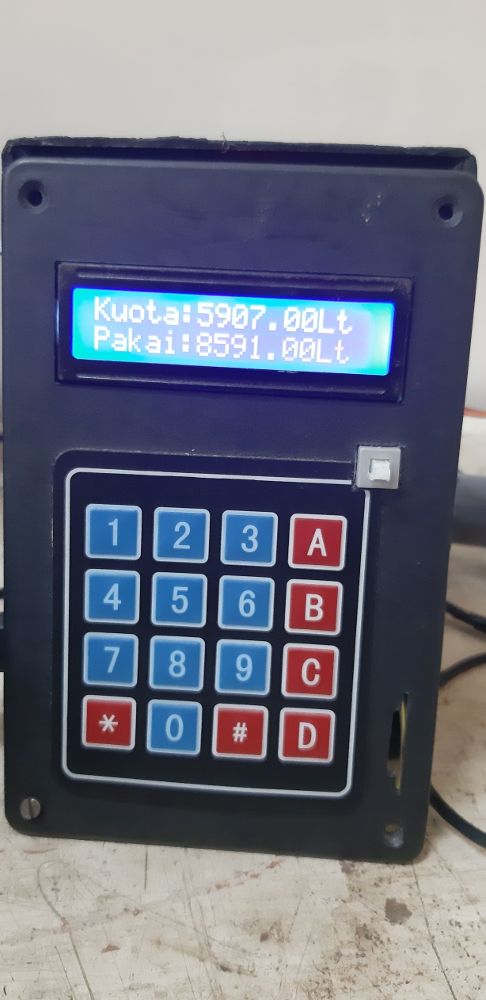 Kuota:5907.00Lt
Pakai:8591.00Lt
1 2 3 A
4 5 6 B
7 8 9 C
* 0 # D